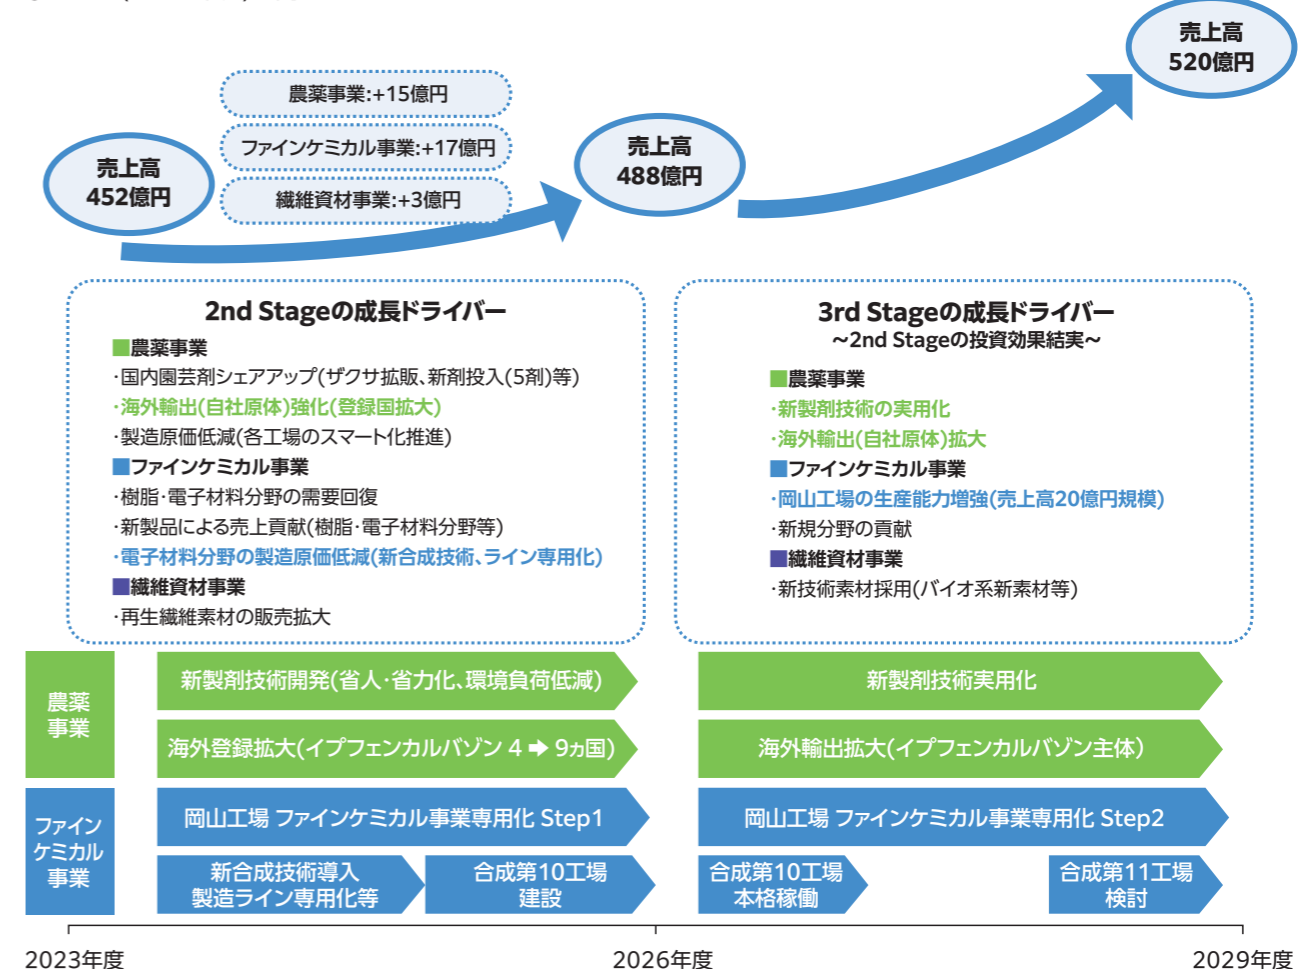 売上高
520億円
農薬事業:+15億円
ファインケミカル事業:+17億円
繊維資材事業:+3億円
売上高
452億円
売上高
488億円
2nd Stageの成長ドライバー
■農薬事業
·国内園芸剤シェアアップ(ザクサ拡販、新剤投入(5剤)等)
·海外輸出(自社原体)強化(登録国拡大)
·製造原価低減(各工場のスマート化推進)
■ファインケミカル事業
·樹脂·電子材料分野の需要回復
·新製品による売上貢献(樹脂·電子材料分野等)
·電子材料分野の製造原価低減(新合成技術、ライン専用化)
■繊維資材事業
·再生繊維素材の販売拡大
3rd Stageの成長ドライバー
~2nd Stageの投資効果結実~
■農薬事業
·新製剤技術の実用化
·海外輸出(自社原体)拡大
■ファインケミカル事業
·岡山工場の生産能力増強(売上高20億円規模)
·新規分野の貢献
■繊維資材事業
·新技術素材採用(バイオ系新素材等)
農薬
事業
新製剤技術開発(省人·省力化、環境負荷低減)
新製剤技術実用化
海外登録拡大(イプフェンカルバゾン 4 ➡ 9ヵ国)
海外輸出拡大(イプフェンカルバゾン主体)
ファイン
ケミカル
事業
岡山工場 ファインケミカル事業専用化 Step1
岡山工場 ファインケミカル事業専用化 Step2
新合成技術導入
製造ライン専用化等
合成第10工場
建設
合成第10工場
本格稼働
合成第11工場
検討
2023年度
2026年度
2029年度